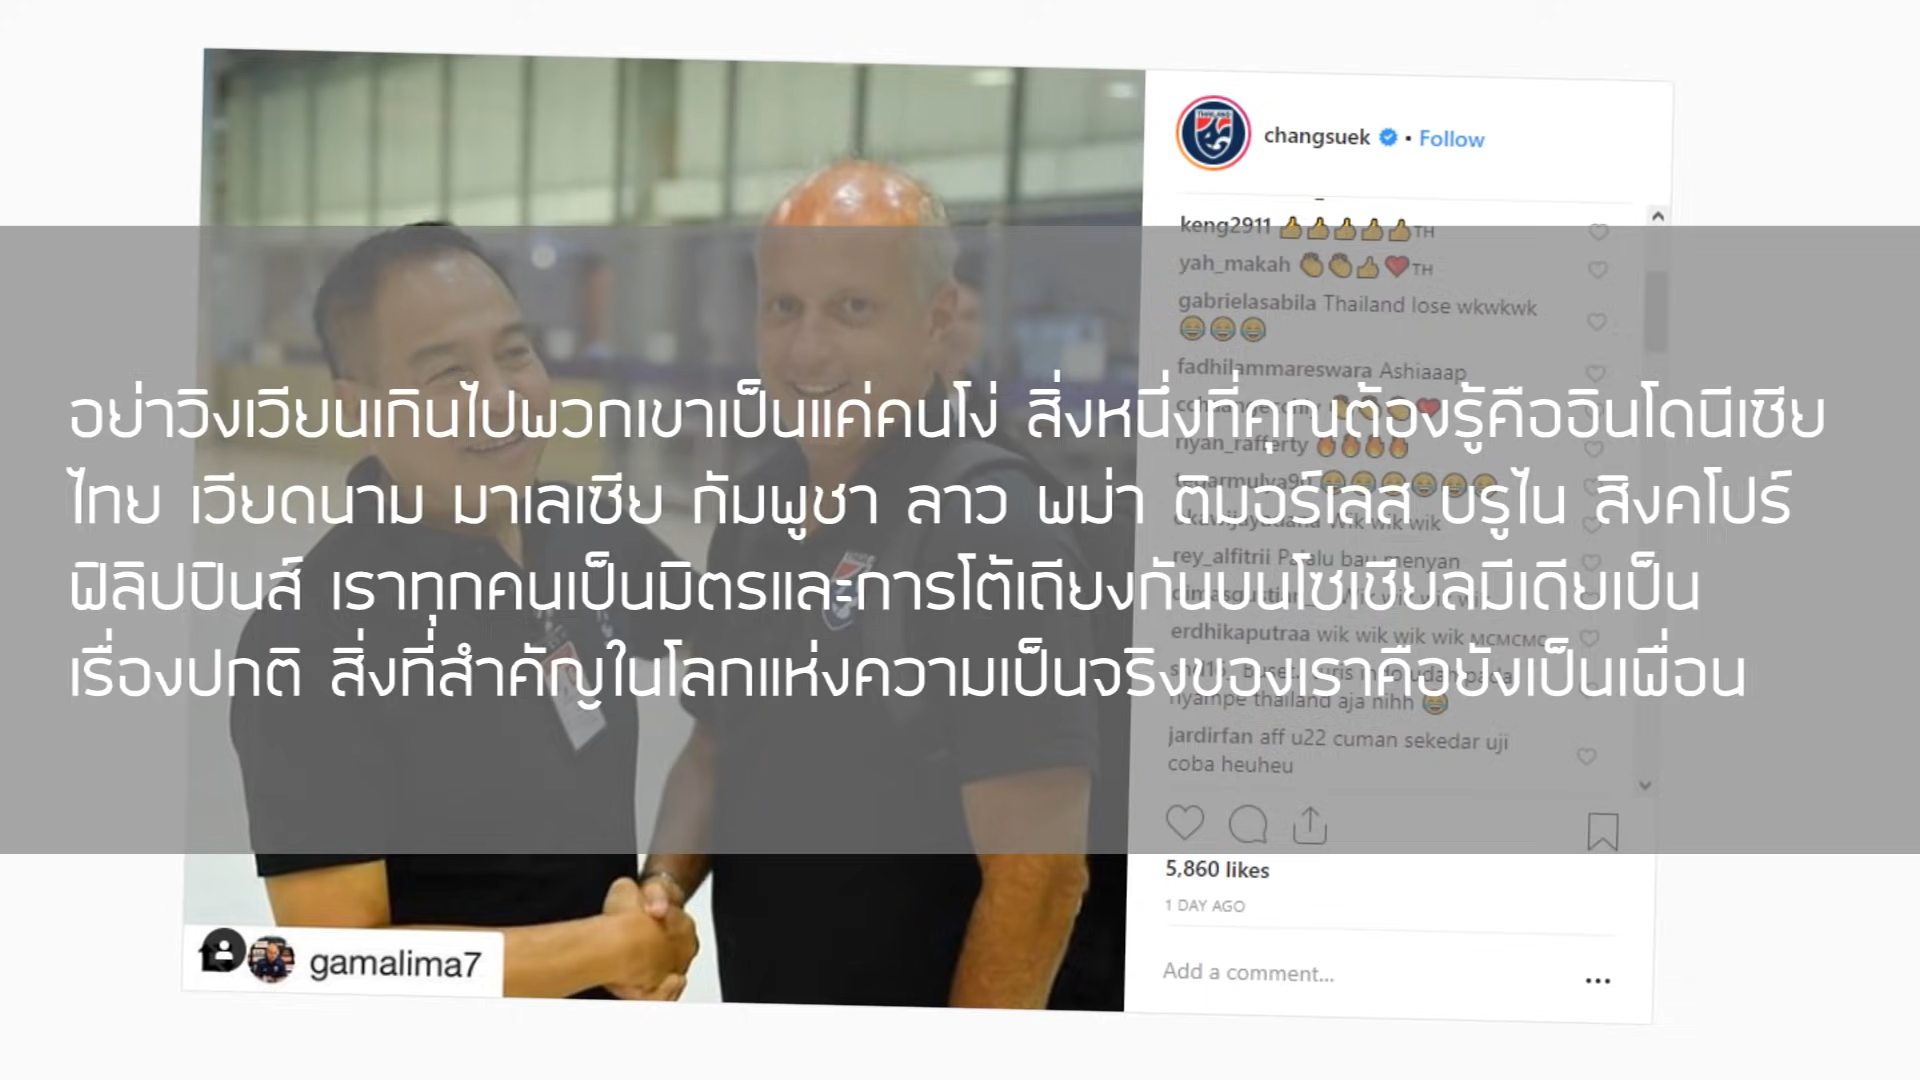 changsuek • Follow
keng2911 👍👍👍👍👍TH
yah_makah 👏👏👍❤️TH
gabrielasabila Thailand lose wkwkwk
😂😂😂
fadhilammareswara Ashiaaap
riyan_rafferty 🔥🔥🔥🔥
rey_alfitrii menyan
erdhikaputraa wik wik wik wik MCMCMC
nyampe thailand aja nihh 😂
jardirfan aff u22 cuman sekedar uji
coba heuheu
5,860 likes
1 DAY AGO
Add a comment...
gamalima7
อย่าวิงเวียนเกินไปพวกเขาเป็นแค่คนโง่ สิ่งหนึ่งที่คุณต้องรู้คืออินโดนีเซีย
ไทย เวียดนาม มาเลเซีย กัมพูชา ลาว พม่า ติมอร์เลส บรูไน สิงคโปร์
ฟิลิปปินส์ เราทุกคนเป็นมิตรและการโต้เถียงกันบนโซเชียลมีเดียเป็น
เรื่องปกติ สิ่งที่สำคัญในโลกแห่งความเป็นจริงของเราคือยังเป็นเพื่อน